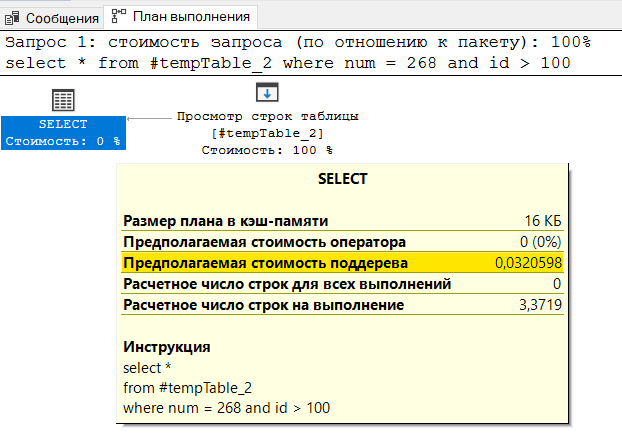 Сообщения
План выполнения
Запрос 1: стоимость запроса (по отношению к пакету): 100%
select * from #tempTable_2 where num = 268 and id > 100
SELECT
Стоимость: 0 %
Просмотр строк таблицы
[#tempTable_2]
Стоимость: 100 %
SELECT
Размер плана в кэш-памяти 16 КБ
Предполагаемая стоимость оператора 0 (0%)
Предполагаемая стоимость поддерева 0,0320598
Расчетное число строк для всех выполнений 0
Расчетное число строк на выполнение 3,3719
Инструкция
select *
from #tempTable_2
where num = 268 and id > 100